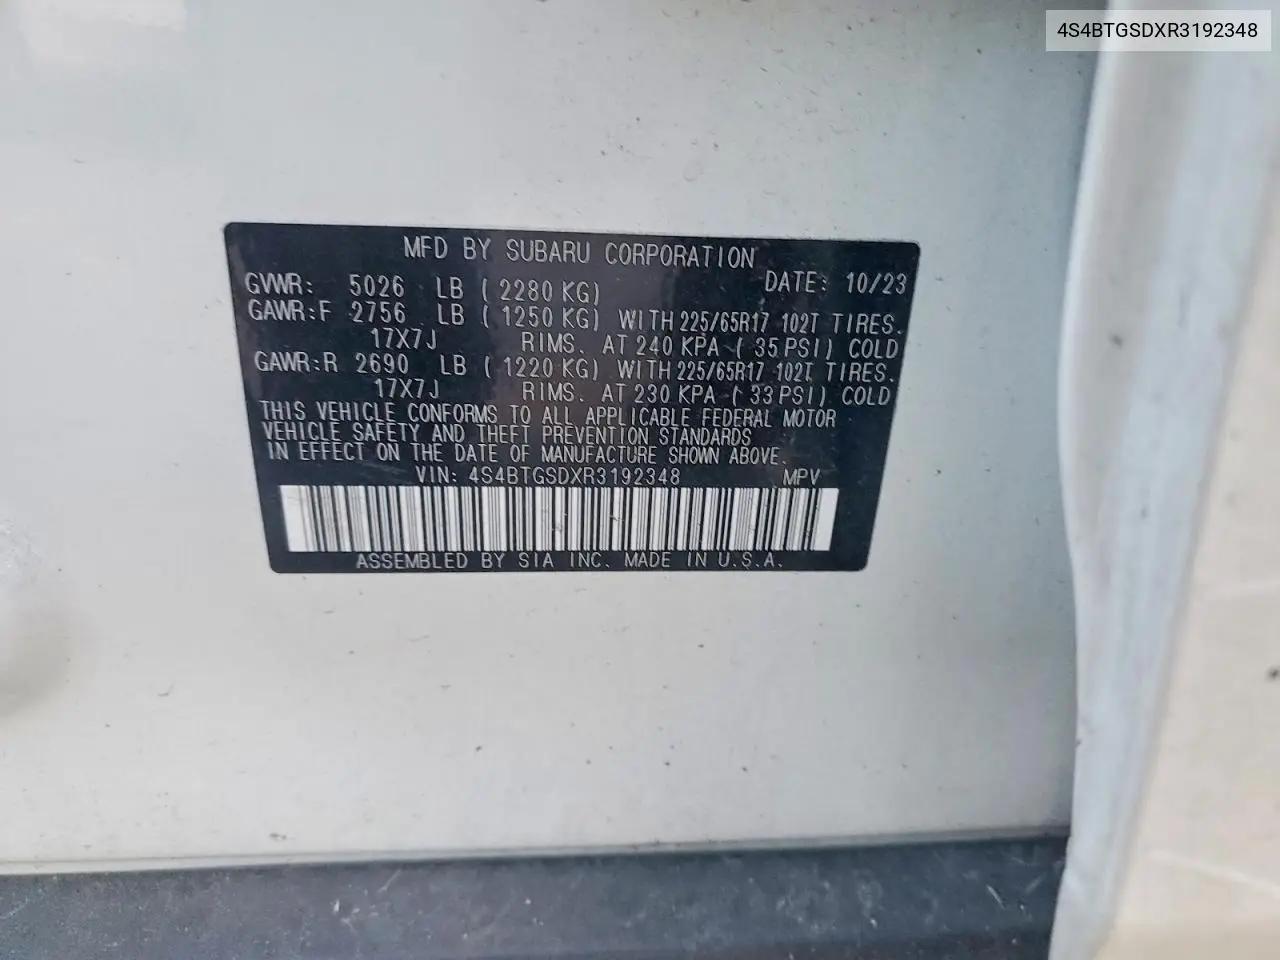 4S4BTGSDXR3192348
MFD BY SUBARU CORPORATION
GVWR: 5026 LB ( 2280 KG) DATE: 10/23
GAWR:F 2756 LB ( 1250 KG) WITH 225/65R17 102T TIRES.
17X7J RIMS. AT 240 KPA ( 35 PSI) COLD
GAWR:R 2690 LB ( 1220 KG) WITH 225/65R17 102T TIRES.
17X7J RIMS. AT 230 KPA ( 33 PSI) COLD
THIS VEHICLE CONFORMS TO ALL APPLICABLE FEDERAL MOTOR
VEHICLE SAFETY AND THEFT PREVENTION STANDARDS
IN EFFECT ON THE DATE OF MANUFACTURE SHOWN ABOVE.
VIN: 4S4BTGSDXR3192348 MPV
ASSEMBLED BY SIA INC. MADE IN U.S.A.